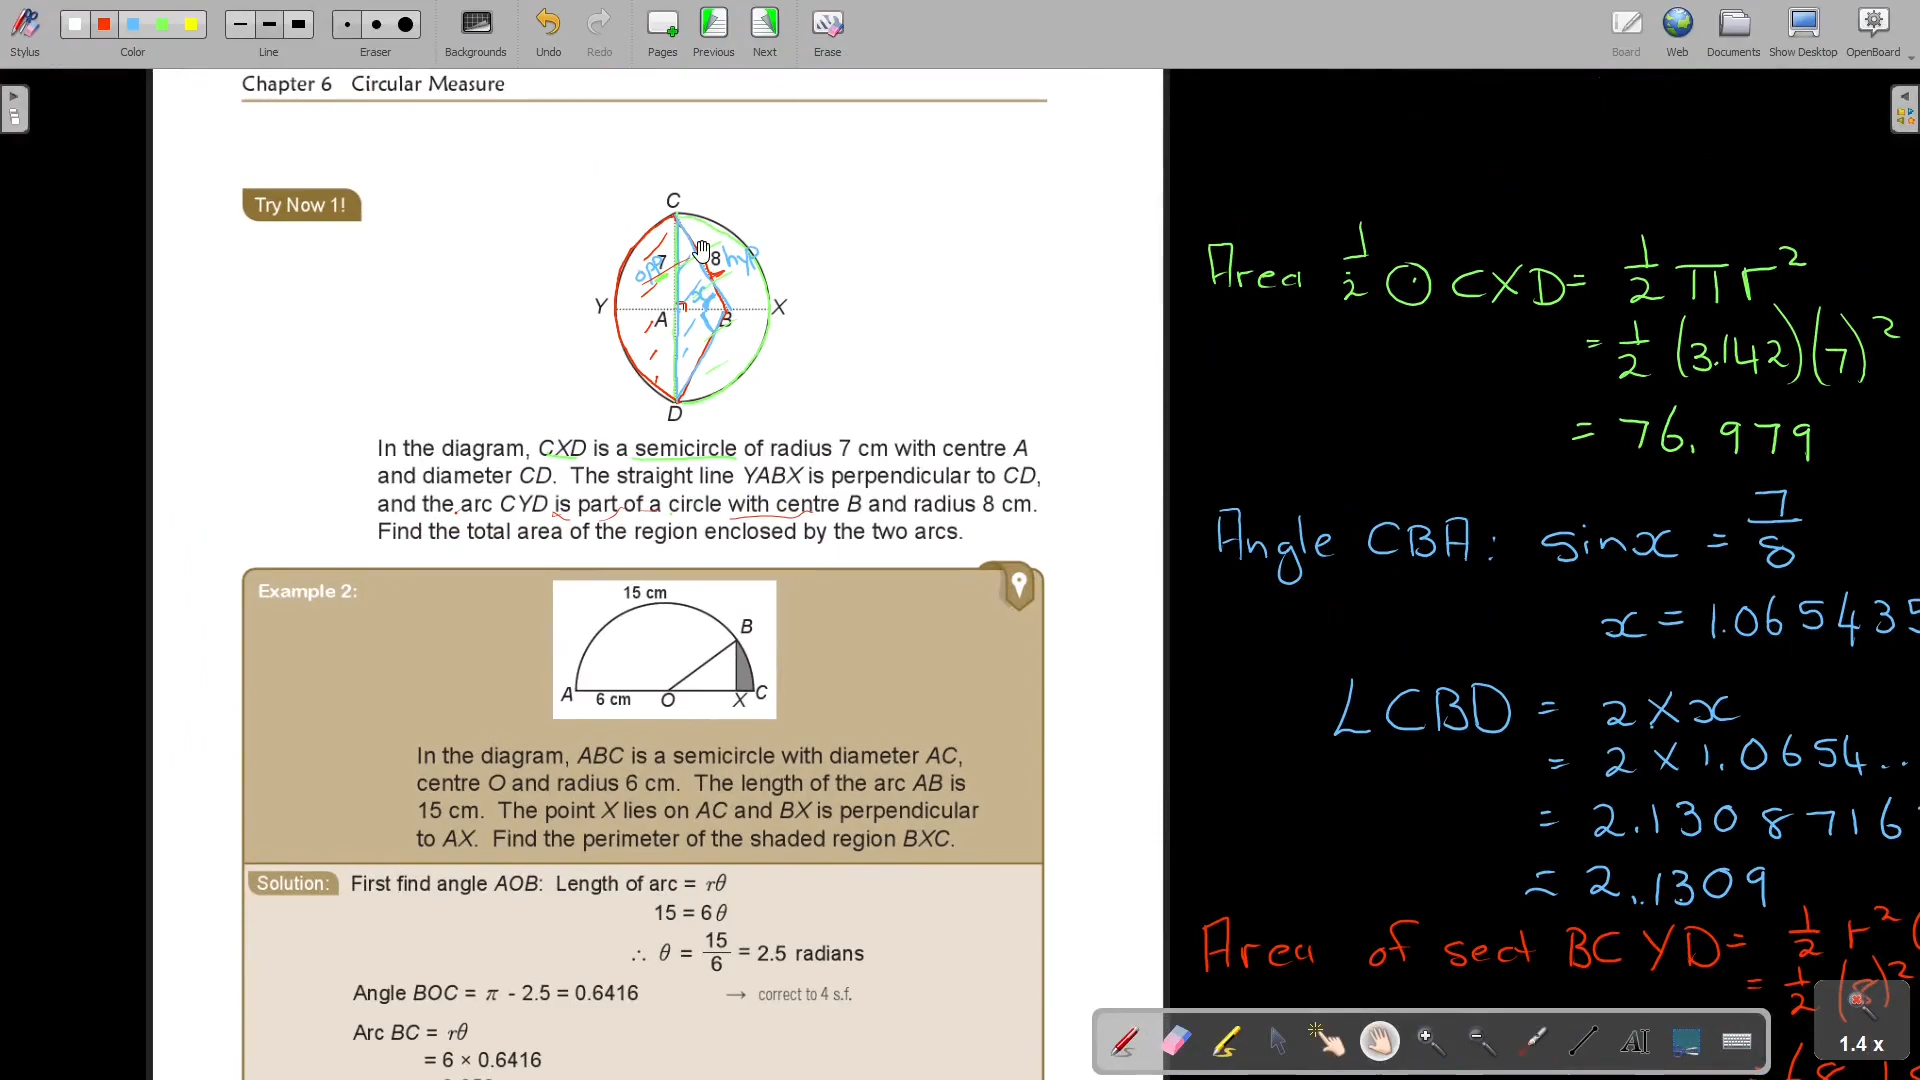 Stylus
Color
Line
Eraser
Backgrounds
Undo
Redo
Pages
Previous
Next
Erase
Board
Web
Documents
Show Desktop
OpenBoard
Chapter 6 Circular Measure
Try Now 1!
C
opp 7
8 hyp
x
Y
A
B
X
D
In the diagram, CXD is a semicircle of radius 7 cm with centre A
and diameter CD. The straight line YABX is perpendicular to CD,
and the arc CYD is part of a circle with centre B and radius 8 cm.
Find the total area of the region enclosed by the two arcs.
Example 2:
15 cm
B
A
6 cm
O
X
C
In the diagram, ABC is a semicircle with diameter AC,
centre O and radius 6 cm. The length of the arc AB is
15 cm. The point X lies on AC and BX is perpendicular
to AX. Find the perimeter of the shaded region BXC.
Solution: First find angle AOB: Length of arc = rθ
15 = 6θ
∴ θ = 15/6 = 2.5 radians
Angle BOC = π - 2.5 = 0.6416 → correct to 4 s.f.
Arc BC = rθ
= 6 × 0.6416
Area 1/2 ⊙ CXD = 1/2 πr²
= 1/2 (3.142)(7)²
= 76.979
Angle CBA: sinx = 7/8
x = 1.065435
∠CBD = 2 × x
= 2 × 1.0654..
= 2.1308716
= 2.1309
Area of sect BCYD = 1/2 r² (
= 1/2 (8)²
1.4 x